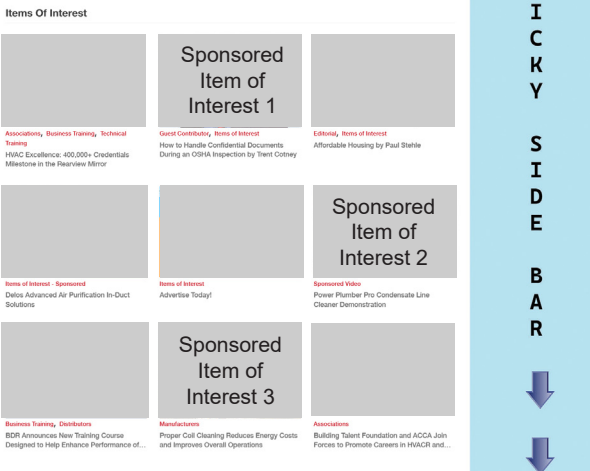 Items Of Interest
Sponsored
Item of
Interest 1
Associations, Business Training, Technical
Training
HVAC Excellence: 400,000+ Credentials
Milestone in the Rearview Mirror
Guest Contributor, Items of Interest
How to Handle Confidential Documents
During an OSHA Inspection by Trent Cotney
Editorial, Items of Interest
Affordable Housing by Paul Stehle
Sponsored
Item of
Interest 2
Items of Interest - Sponsored
Delos Advanced Air Purification In-Duct
Solutions
Items of Interest
Advertise Today!
Sponsored Video
Power Plumber Pro Condensate Line
Cleaner Demonstration
Sponsored
Item of
Interest 3
Business Training, Distributors
BDR Announces New Training Course
Designed to Help Enhance Performance of...
Manufacturers
Proper Coil Cleaning Reduces Energy Costs
and Improves Overall Operations
Associations
Building Talent Foundation and ACCA Join
Forces to Promote Careers in HVACR and...
ICKY SIDE BAR